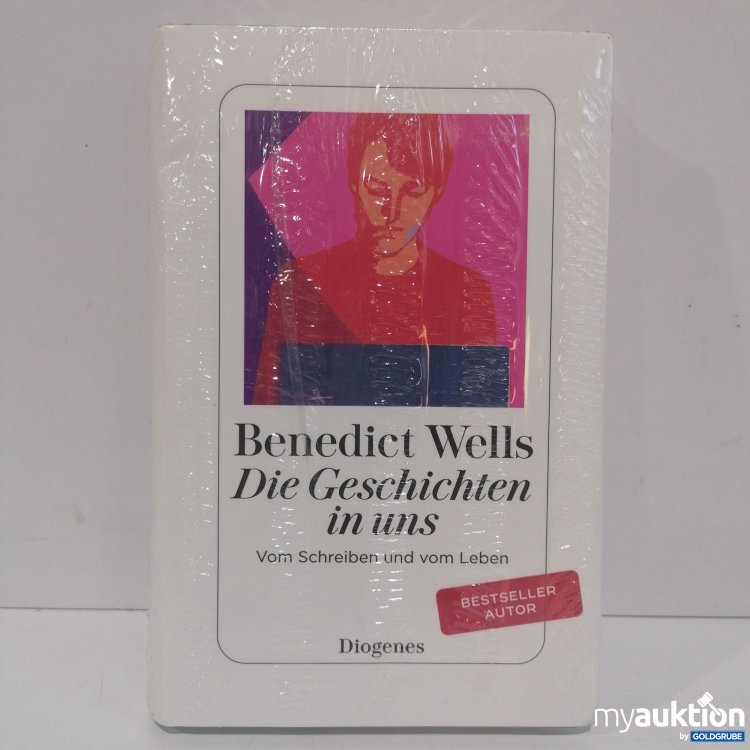 Benedict Wells
Die Geschichten
in uns
Vom Schreiben und vom Leben
BESTSELLER
AUTOR
Diogenes
myauktion
by GOLDGRUBE